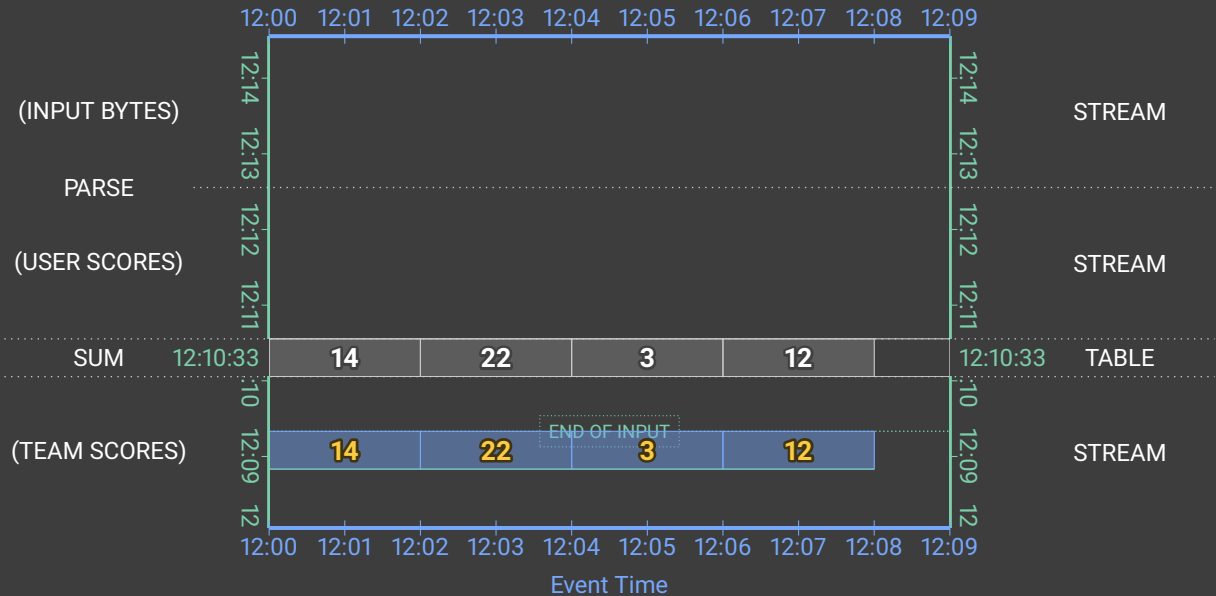 12:00 12:01 12:02 12:03 12:04 12:05 12:06 12:07 12:08 12:09
12:14 12:14
(INPUT BYTES) STREAM
12:13 12:13
PARSE
12:12 12:12
(USER SCORES) STREAM
12:11 12:11
SUM 12:10:33 14 22 3 12 12:10:33 TABLE
:10 :10
END OF INPUT
(TEAM SCORES) 12:09 14 22 3 12 12:09 STREAM
12 12
12:00 12:01 12:02 12:03 12:04 12:05 12:06 12:07 12:08 12:09
Event Time